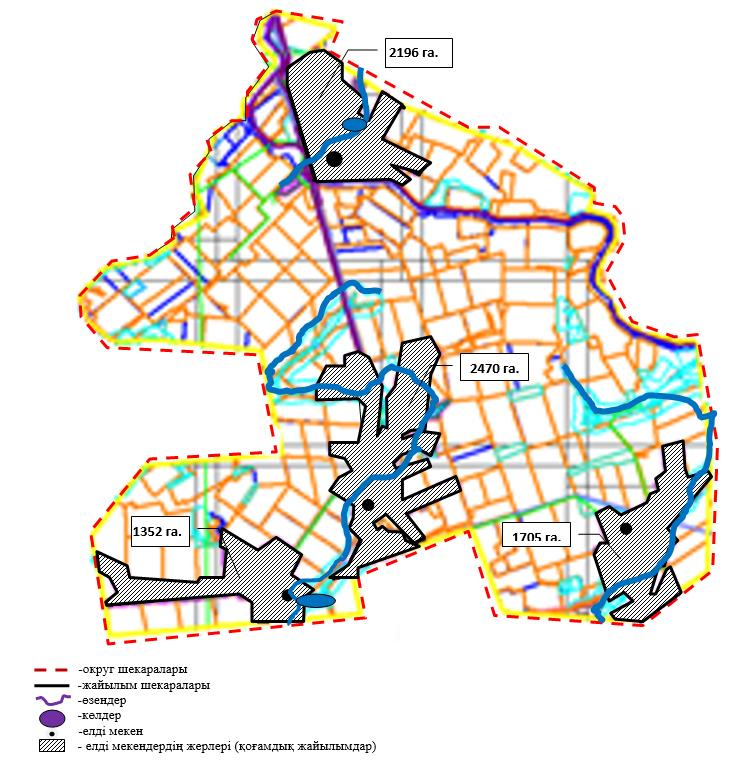 2196 га.
2470 га.
1352 га.
1705 га.
-округ шекаралары
-жайылым шекаралары
-өзендер
-көлдер
-елді мекен
- елді мекендердің жерлері (қоғамдық жайылымдар)